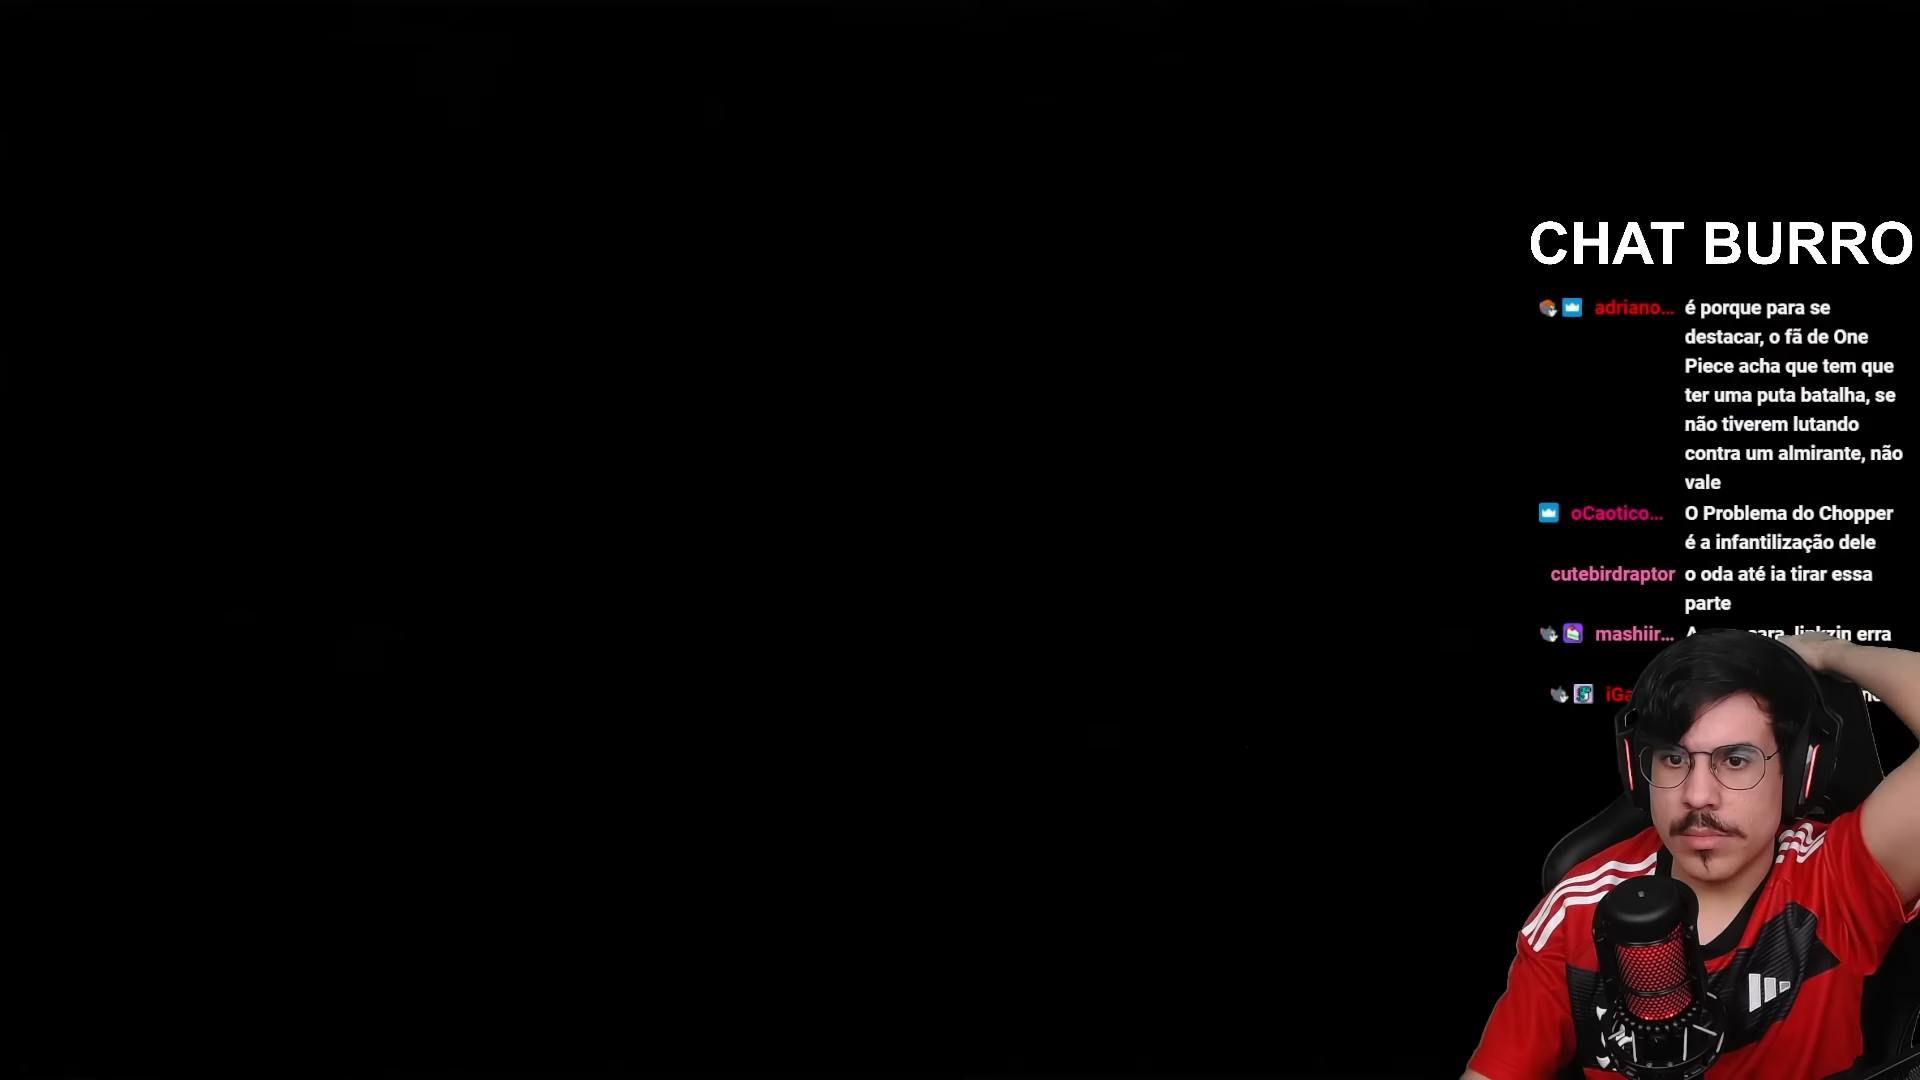 CHAT BURRO
adriano... é porque para se
destacar, o fã de One
Piece acha que tem que
ter uma puta batalha, se
não tiverem lutando
contra um almirante, não
vale
oCaotico... O Problema do Chopper
é a infantilização dele
cutebirdraptor o oda até ia tirar essa
parte
mashiir... erra